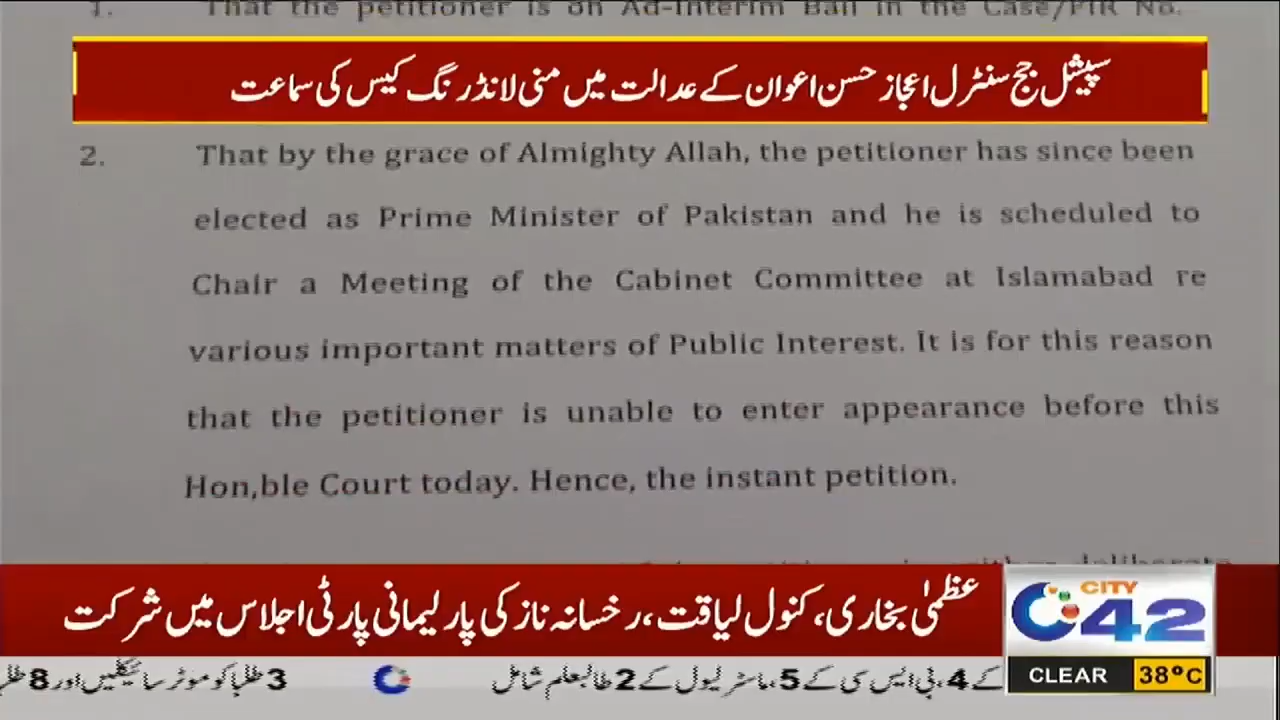 1. That the petitioner is on Ad-Interim Bail in the Case/FIR No.
سپیشل جج سنٹرل اعجاز حسن اعوان کے عدالت میں منی لانڈرنگ کیس کی سماعت
2. That by the grace of Almighty Allah, the petitioner has since been
elected as Prime Minister of Pakistan and he is scheduled to
Chair a Meeting of the Cabinet Committee at Islamabad re
various important matters of Public Interest. It is for this reason
that the petitioner is unable to enter appearance before this
Hon,ble Court today. Hence, the instant petition.
deliberate
عظمیٰ بخاری، کنول لیاقت، رخسانہ ناز کی پارلیمانی پارٹی اجلاس میں شرکت
CITY
42
کے 4، بی ایس سی کے 5، ماسٹر لیول کے 2 طالبعلم شامل
3 طلبا کو موٹر سائیکلیں اور 8
CLEAR 38°C